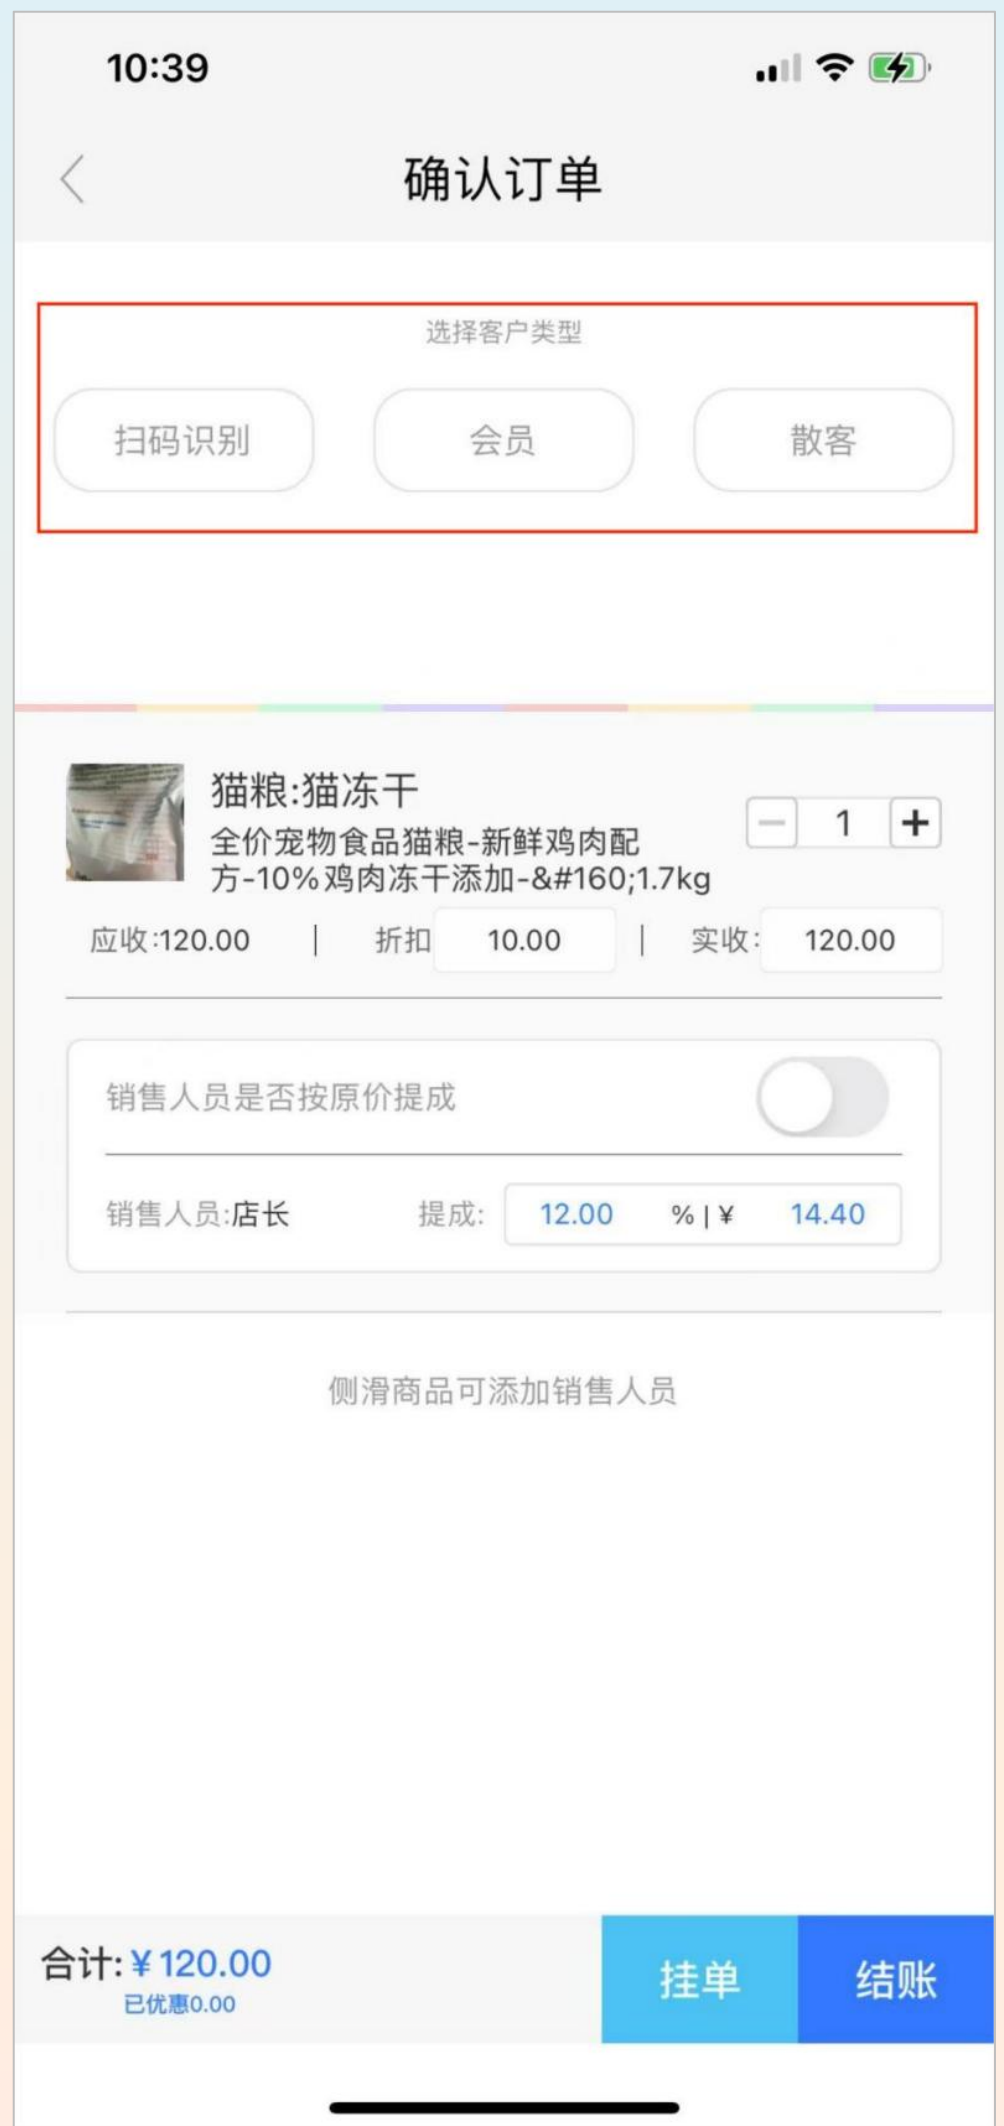 10:39
确认订单
选择客户类型
扫码识别 会员 散客
猫粮:猫冻干
全价宠物食品猫粮-新鲜鸡肉配
方-10%鸡肉冻干添加-&#160;1.7kg
1
应收:120.00 | 折扣 10.00 | 实收: 120.00
销售人员是否按原价提成
销售人员:店长 提成: 12.00 % | ¥ 14.40
侧滑商品可添加销售人员
合计:¥120.00
已优惠0.00
挂单 结账